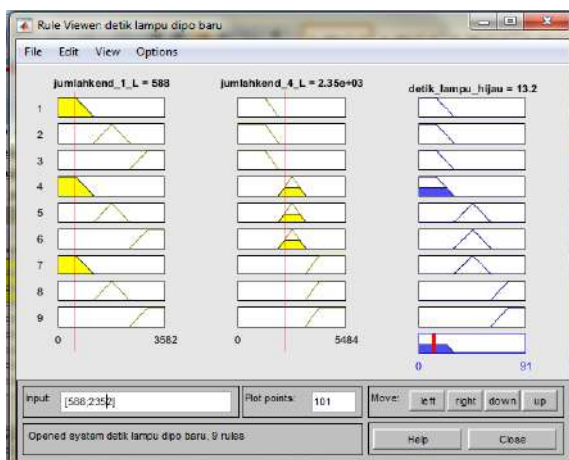 Rule Viewer: detik lampu dipo baru
File Edit View Options
jumlahkend_1_L = 588 jumlahkend_4_L = 2.35e+03 detik_lampu_hijau = 13.2
1
2
3
4
5
6
7
8
9
0 3582 0 5484
0 91
Input: [588;2352] Plot points: 101 Move: left right down up
Opened system detik lampu dipo baru, 9 rules Help Close